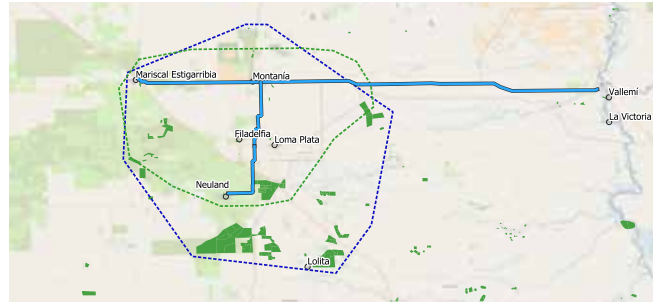 Mariscal Estigarribia
Montanía
Vallemí
La Victoria
Filadelfia
Loma Plata
Neuland
Lolita